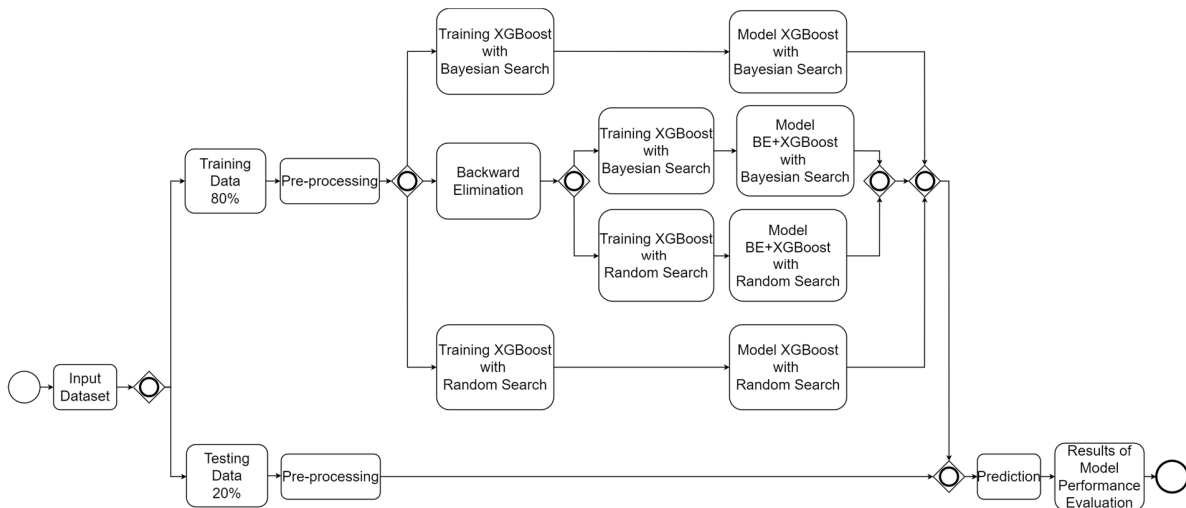 Training XGBoost
with
Bayesian Search
Model XGBoost
with
Bayesian Search
Training
Data
80%
Pre-processing
Backward
Elimination
Training XGBoost
with
Bayesian Search
Model
BE+XGBoost
with
Bayesian Search
Training XGBoost
with
Random Search
Model
BE+XGBoost
with
Random Search
Training XGBoost
with
Random Search
Model XGBoost
with
Random Search
Input
Dataset
Testing
Data
20%
Pre-processing
Prediction
Results of
Model
Performance
Evaluation